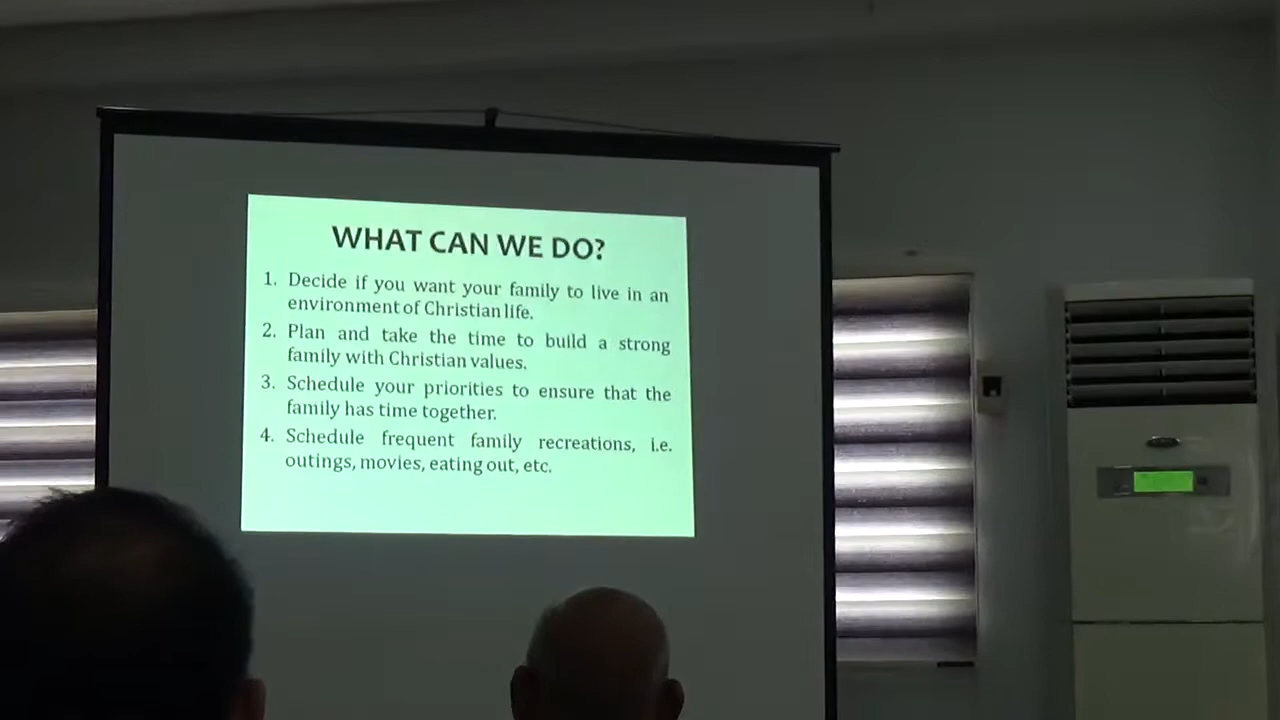 WHAT CAN WE DO?
1. Decide if you want your family to live in an
environment of Christian life.
2. Plan and take the time to build a strong
family with Christian values.
3. Schedule your priorities to ensure that the
family has time together.
4. Schedule frequent family recreations, i.e.
outings, movies, eating out, etc.